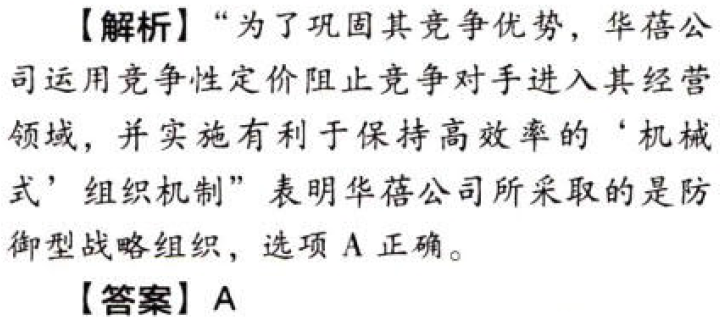 【解析】“为了巩固其竞争优势，华蓓公
司运用竞争性定价阻止竞争对手进入其经营
领域，并实施有利于保持高效率的‘机械
式’组织机制”表明华蓓公司所采取的是防
御型战略组织，选项 A 正确。
【答案】A